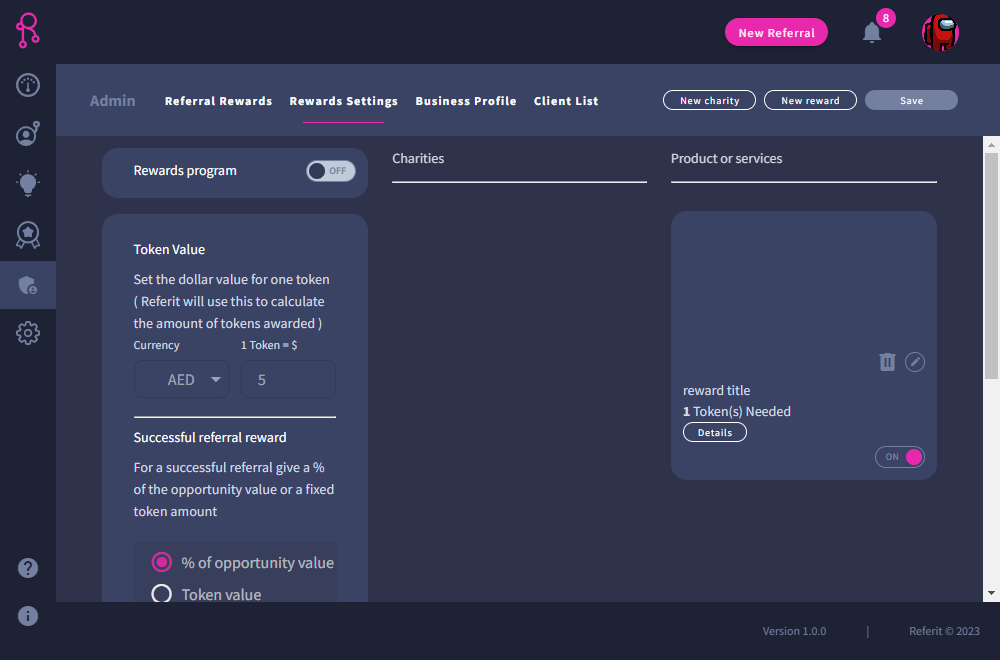 New Referral
8
Admin
Referral Rewards
Rewards Settings
Business Profile
Client List
New charity
New reward
Save
Rewards program
OFF
Charities
Product or services
Token Value
Set the dollar value for one token
( Referit will use this to calculate
the amount of tokens awarded )
Currency
1 Token = $
AED
5
Successful referral reward
For a successful referral give a %
of the opportunity value or a fixed
token amount
% of opportunity value
Token value
reward title
1 Token(s) Needed
Details
ON
Version 1.0.0
|
Referit © 2023